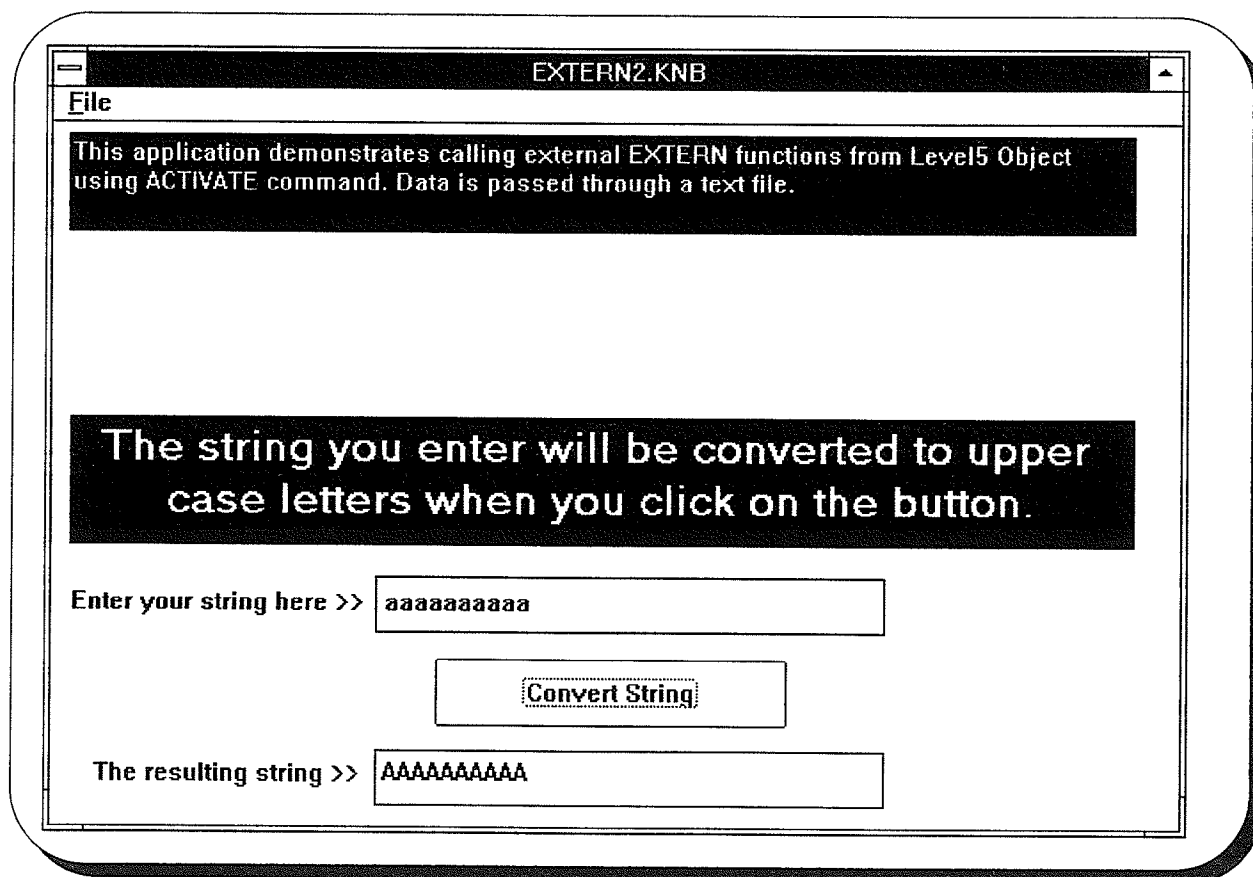 EXTERN2.KNB
File
This application demonstrates calling external EXTERN functions from Level5 Object
using ACTIVATE command. Data is passed through a text file.
The string you enter will be converted to upper
case letters when you click on the button.
Enter your string here >> aaaaaaaaaa
Convert String
The resulting string >> AAAAAAAAAA